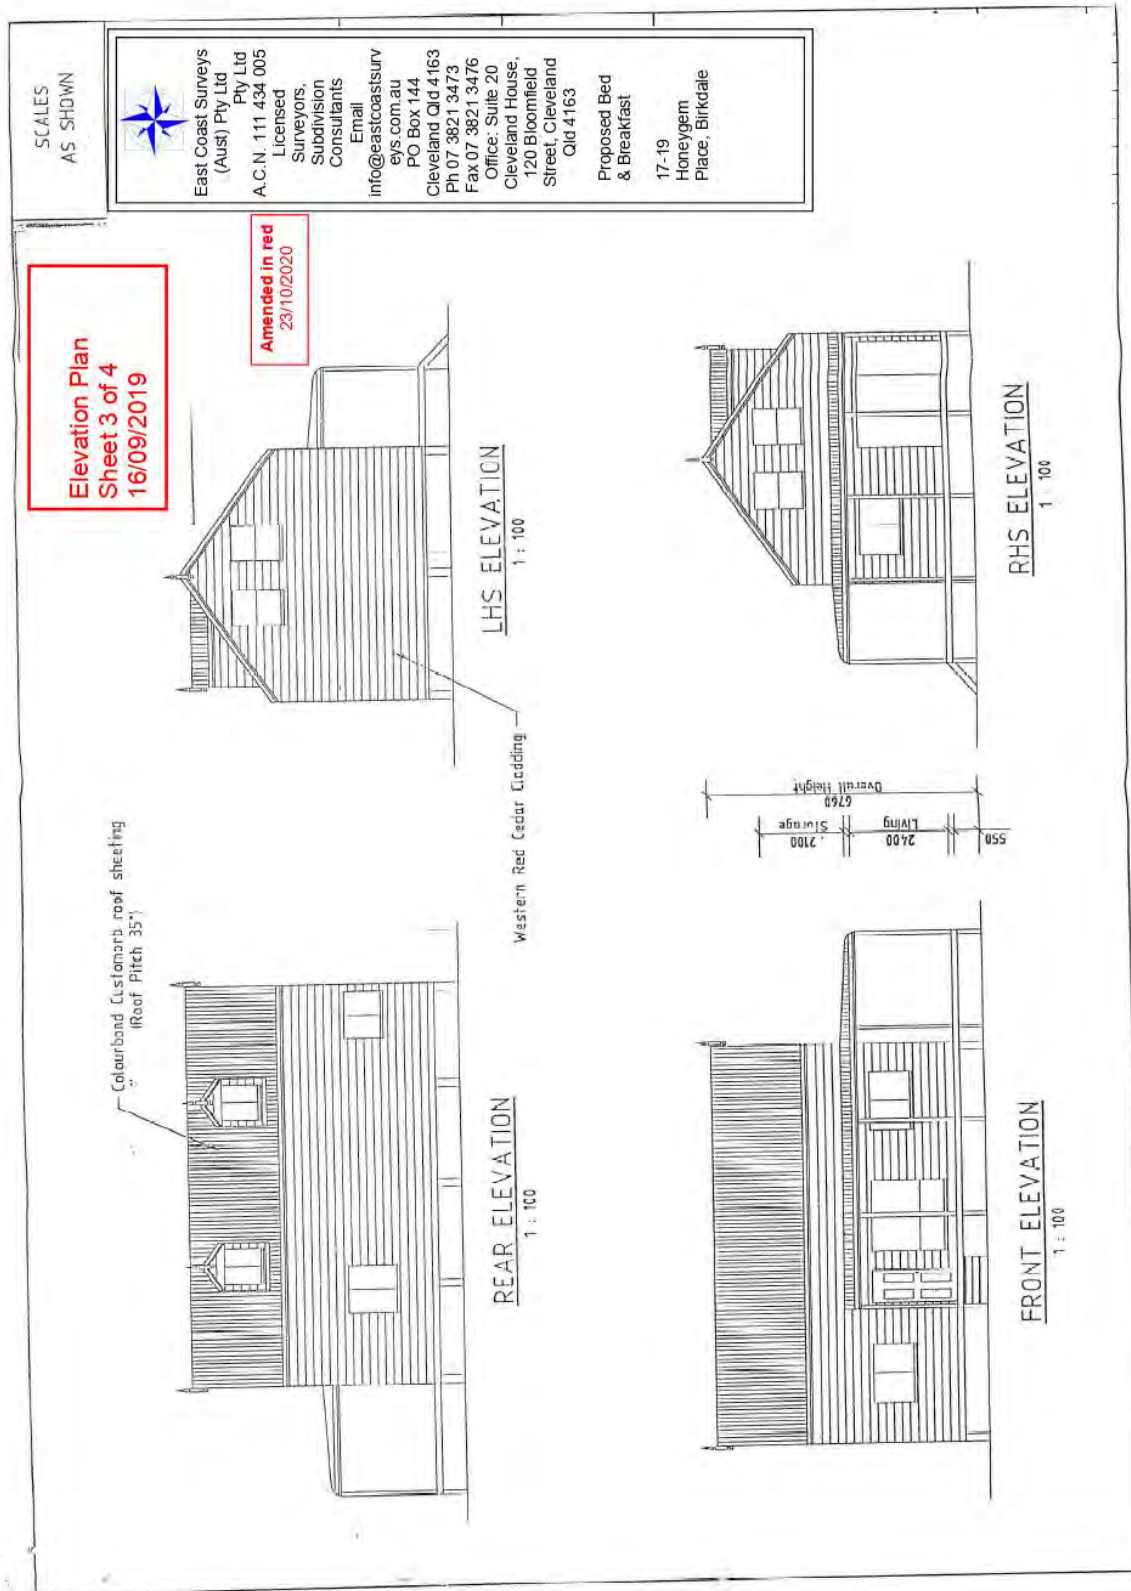 SCALES
AS SHOWN
East Coast Surveys
(Aust) Pty Ltd
Pty Ltd
A.C.N. 111 434 005
Licensed
Surveyors,
Subdivision
Consultants
Email
info@eastcoastsurv
eys.com.au
PO Box 144
Cleveland Qld 4163
Ph 07 3821 3473
Fax 07 3821 3476
Office: Suite 20
Cleveland House,
120 Bloomfield
Street, Cleveland
Qld 4163
Proposed Bed
& Breakfast
17-19
Honeygem
Place, Birkdale
Elevation Plan
Sheet 3 of 4
16/09/2019
Amended in red
23/10/2020
Colourbond Customorb roof sheeting
(Roof Pitch 35°)
REAR ELEVATION
1 : 100
LHS ELEVATION
1 : 100
Western Red Cedar Cladding
FRONT ELEVATION
1 : 100
550
2400
Living
2100
Storage
6760
Overall Height
RHS ELEVATION
1 : 100